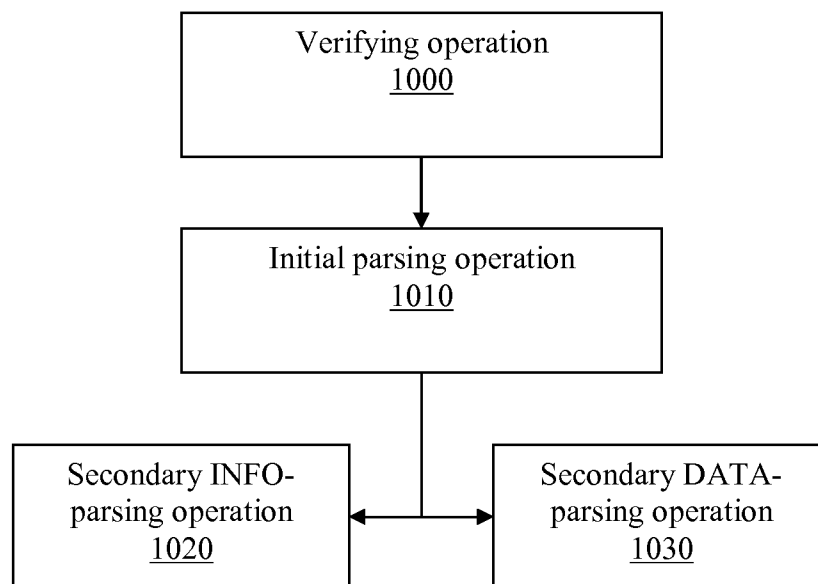 Verifying operation
1000
Initial parsing operation
1010
Secondary INFO-
parsing operation
1020
Secondary DATA-
parsing operation
1030